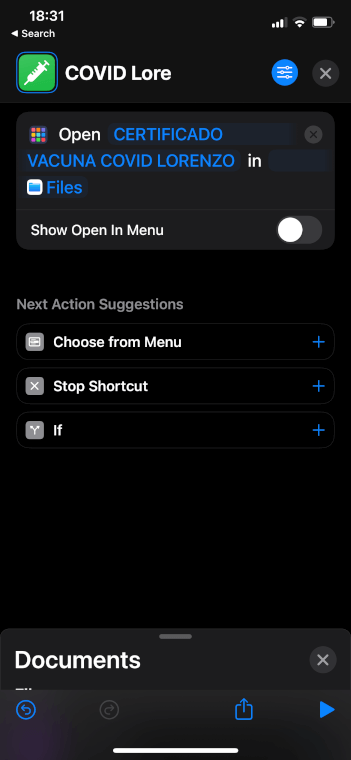 18:31
◀ Search
COVID Lore
Open CERTIFICADO
VACUNA COVID LORENZO in
Files
Show Open In Menu
Next Action Suggestions
Choose from Menu
Stop Shortcut
If
Documents